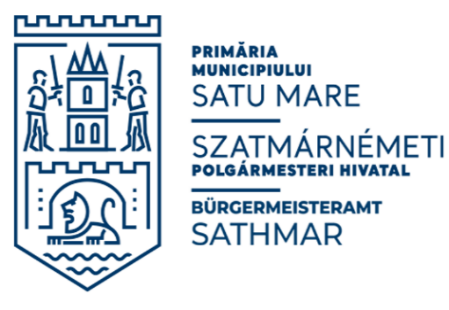 PRIMĂRIA
MUNICIPIULUI
SATU MARE
SZATMÁRNÉMETI
POLGÁRMESTERI HIVATAL
BÜRGERMEISTERAMT
SATHMAR